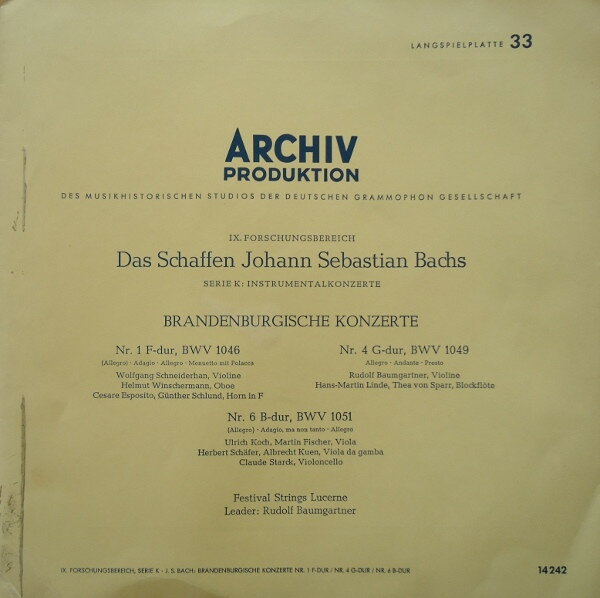 LANGSPIELPLATTE 33
ARCHIV
PRODUKTION
DES MUSIKHISTORISCHEN STUDIOS DER DEUTSCHEN GRAMMOPHON GESELLSCHAFT
IX. FORSCHUNGSBEREICH
Das Schaffen Johann Sebastian Bachs
SERIE K: INSTRUMENTALKONZERTE
BRANDENBURGISCHE KONZERTE
Nr. 1 F-dur, BWV 1046
(Allegro) - Adagio - Allegro - Menuetto mit Polacca
Wolfgang Schneiderhan, Violine
Helmut Winschermann, Oboe
Cesare Esposito, Günther Schlund, Horn in F
Nr. 4 G-dur, BWV 1049
Allegro - Andante - Presto
Rudolf Baumgartner, Violine
Hans-Martin Linde, Thea von Sparr, Blockflöte
Nr. 6 B-dur, BWV 1051
(Allegro) - Adagio, ma non tanto - Allegro
Ulrich Koch, Martin Fischer, Viola
Herbert Schäfer, Albrecht Kuen, Viola da gamba
Claude Starck, Violoncello
Festival Strings Lucerne
Leader: Rudolf Baumgartner
IX. FORSCHUNGSBEREICH, SERIE K - J. S. BACH: BRANDENBURGISCHE KONZERTE NR. 1 F-DUR / NR. 4 G-DUR / NR. 6 B-DUR
14 242